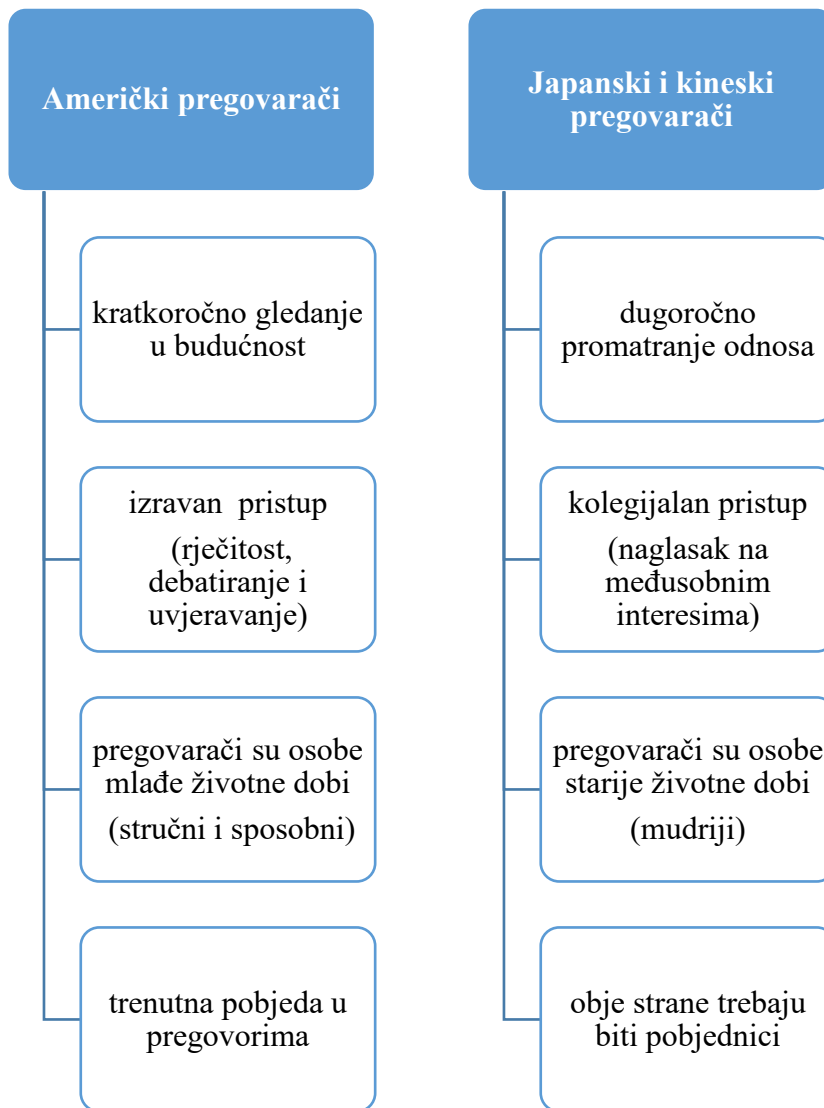 Američki pregovarači
kratkoročno gledanje
u budućnost
izravan  pristup
(rječitost,
debatiranje i
uvjeravanje)
pregovarači su osobe
mlađe životne dobi
(stručni i sposobni)
trenutna pobjeda u
pregovorima
Japanski i kineski
pregovarači
dugoročno
promatranje odnosa
kolegijalan pristup
(naglasak na
međusobnim
interesima)
pregovarači su osobe
starije životne dobi
(mudriji)
obje strane trebaju
biti pobjednici